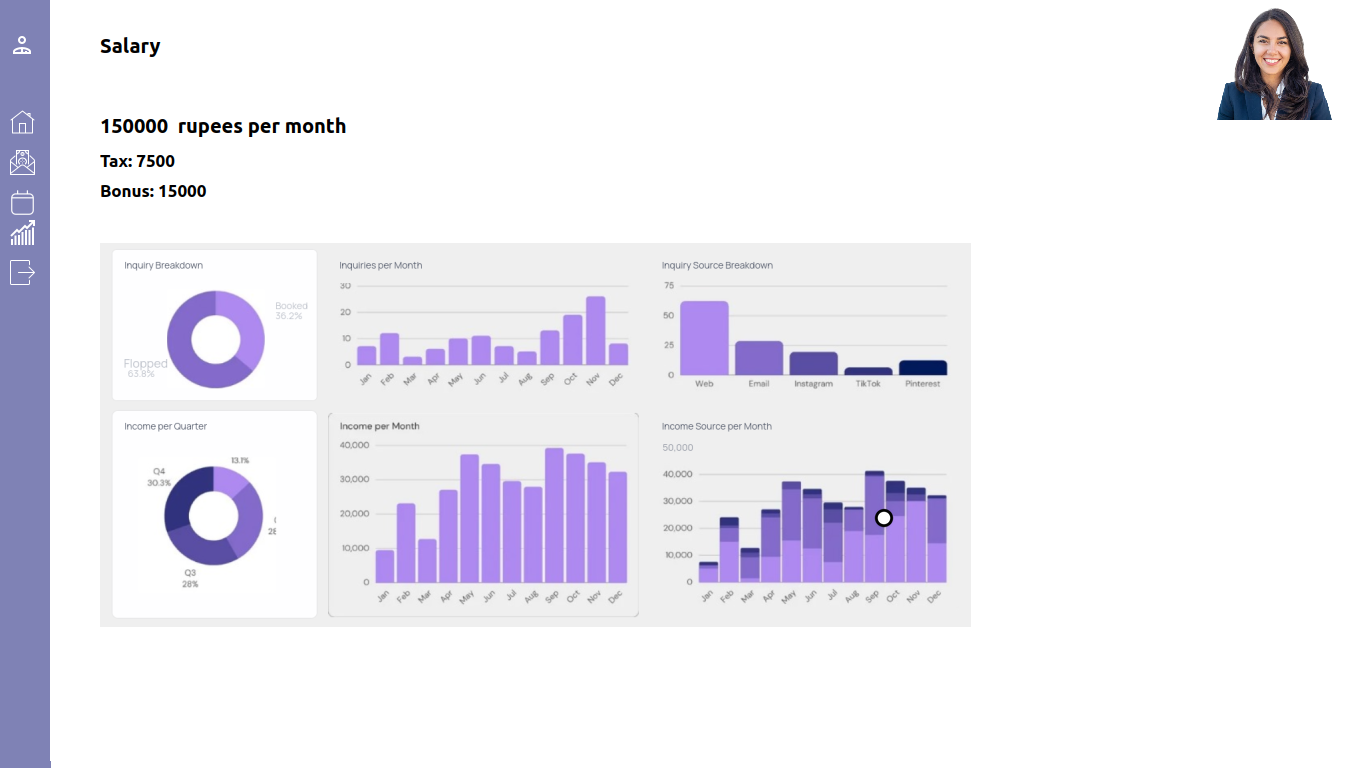 Salary
150000 rupees per month
Tax: 7500
Bonus: 15000
Inquiry Breakdown
Booked
36.2%
Flopped
63.8%
Inquiries per Month
30
20
10
0
Jan Feb Mar Apr May Jun Jul Aug Sep Oct Nov Dec
Inquiry Source Breakdown
75
50
25
0
Web Email Instagram TikTok Pinterest
Income per Quarter
13.1%
Q4
30.3%
Q3
28%
Income per Month
40,000
30,000
20,000
10,000
0
Jan Feb Mar Apr May Jun Jul Aug Sep Oct Nov Dec
Income Source per Month
50,000
40,000
30,000
20,000
10,000
0
Jan Feb Mar Apr May Jun Jul Aug Sep Oct Nov Dec